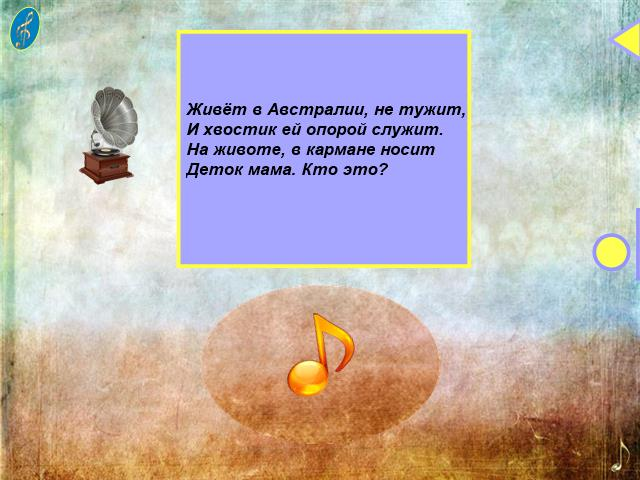 Живёт в Австралии, не тужит,
И хвостик ей опорой служит.
На животе, в кармане носит
Деток мама. Кто это?